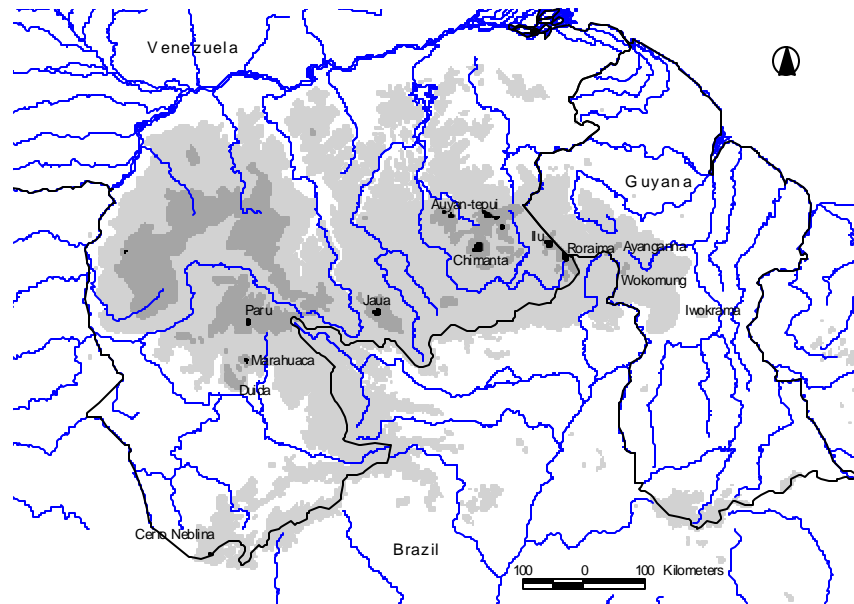 Venezuela
Guyana
Auyan-tepui
Ilu
Roraima
Ayanganna
Chimanta
Wokomung
Jaua
Paru
Iwokrama
Marahuaca
Duida
Cerro Neblina
Brazil
100 0 100 Kilometers